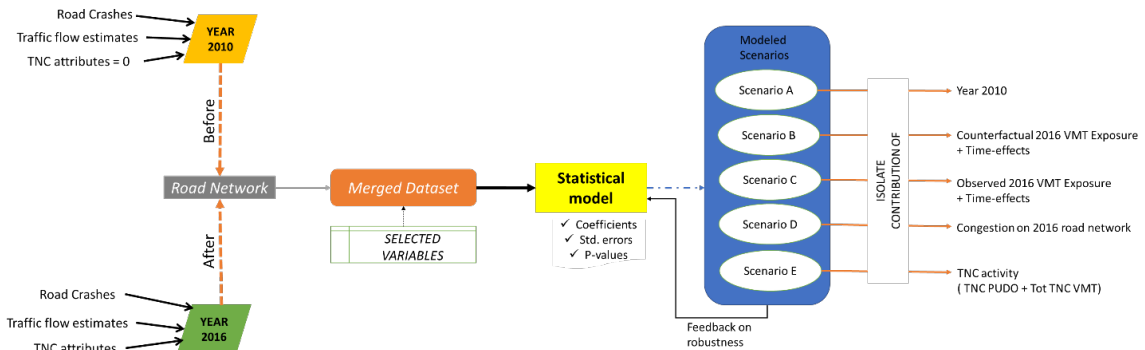 Road Crashes
Traffic flow estimates
TNC attributes = 0
YEAR
2010
Before
Road Network
After
Road Crashes
Traffic flow estimates
TNC attributes
YEAR
2016
Merged Dataset
SELECTED
VARIABLES
Statistical
model
✓ Coefficients
✓ Std. errors
✓ P-values
Modeled
Scenarios
Scenario A
Scenario B
Scenario C
Scenario D
Scenario E
Feedback on
robustness
ISOLATE
CONTRIBUTION OF
Year 2010
Counterfactual 2016 VMT Exposure
+ Time-effects
Observed 2016 VMT Exposure
+ Time-effects
Congestion on 2016 road network
TNC activity
( TNC PUDO + Tot TNC VMT)